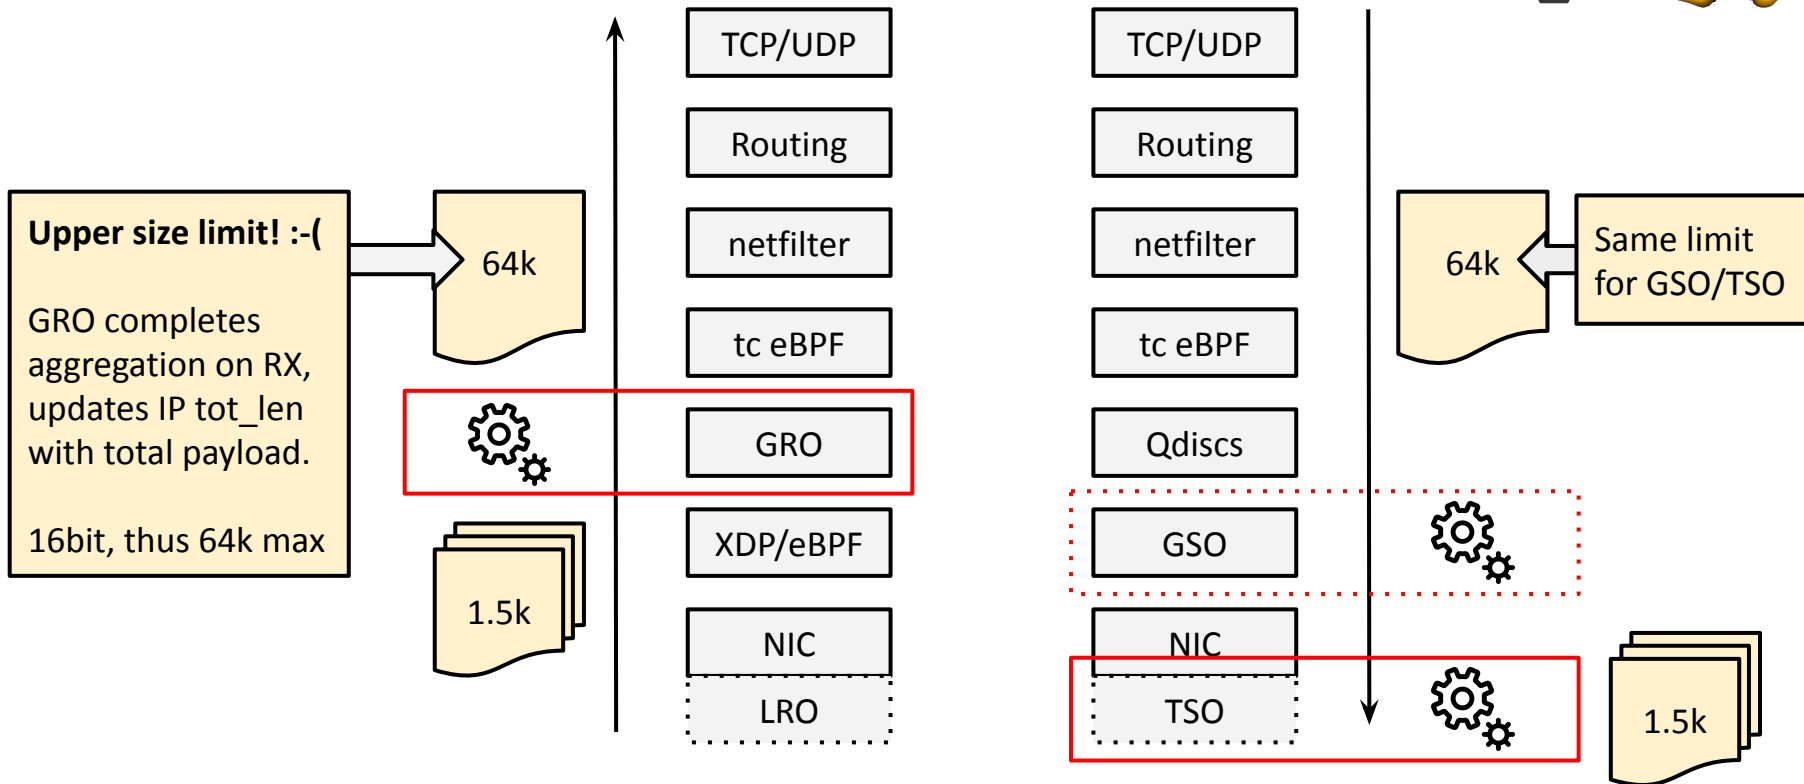 Upper size limit! :-(
GRO completes
aggregation on RX,
updates IP tot_len
with total payload.
16bit, thus 64k max
64k
1.5k
TCP/UDP
Routing
netfilter
tc eBPF
GRO
XDP/eBPF
NIC
LRO
TCP/UDP
Routing
netfilter
tc eBPF
Qdiscs
GSO
NIC
TSO
64k
Same limit
for GSO/TSO
1.5k